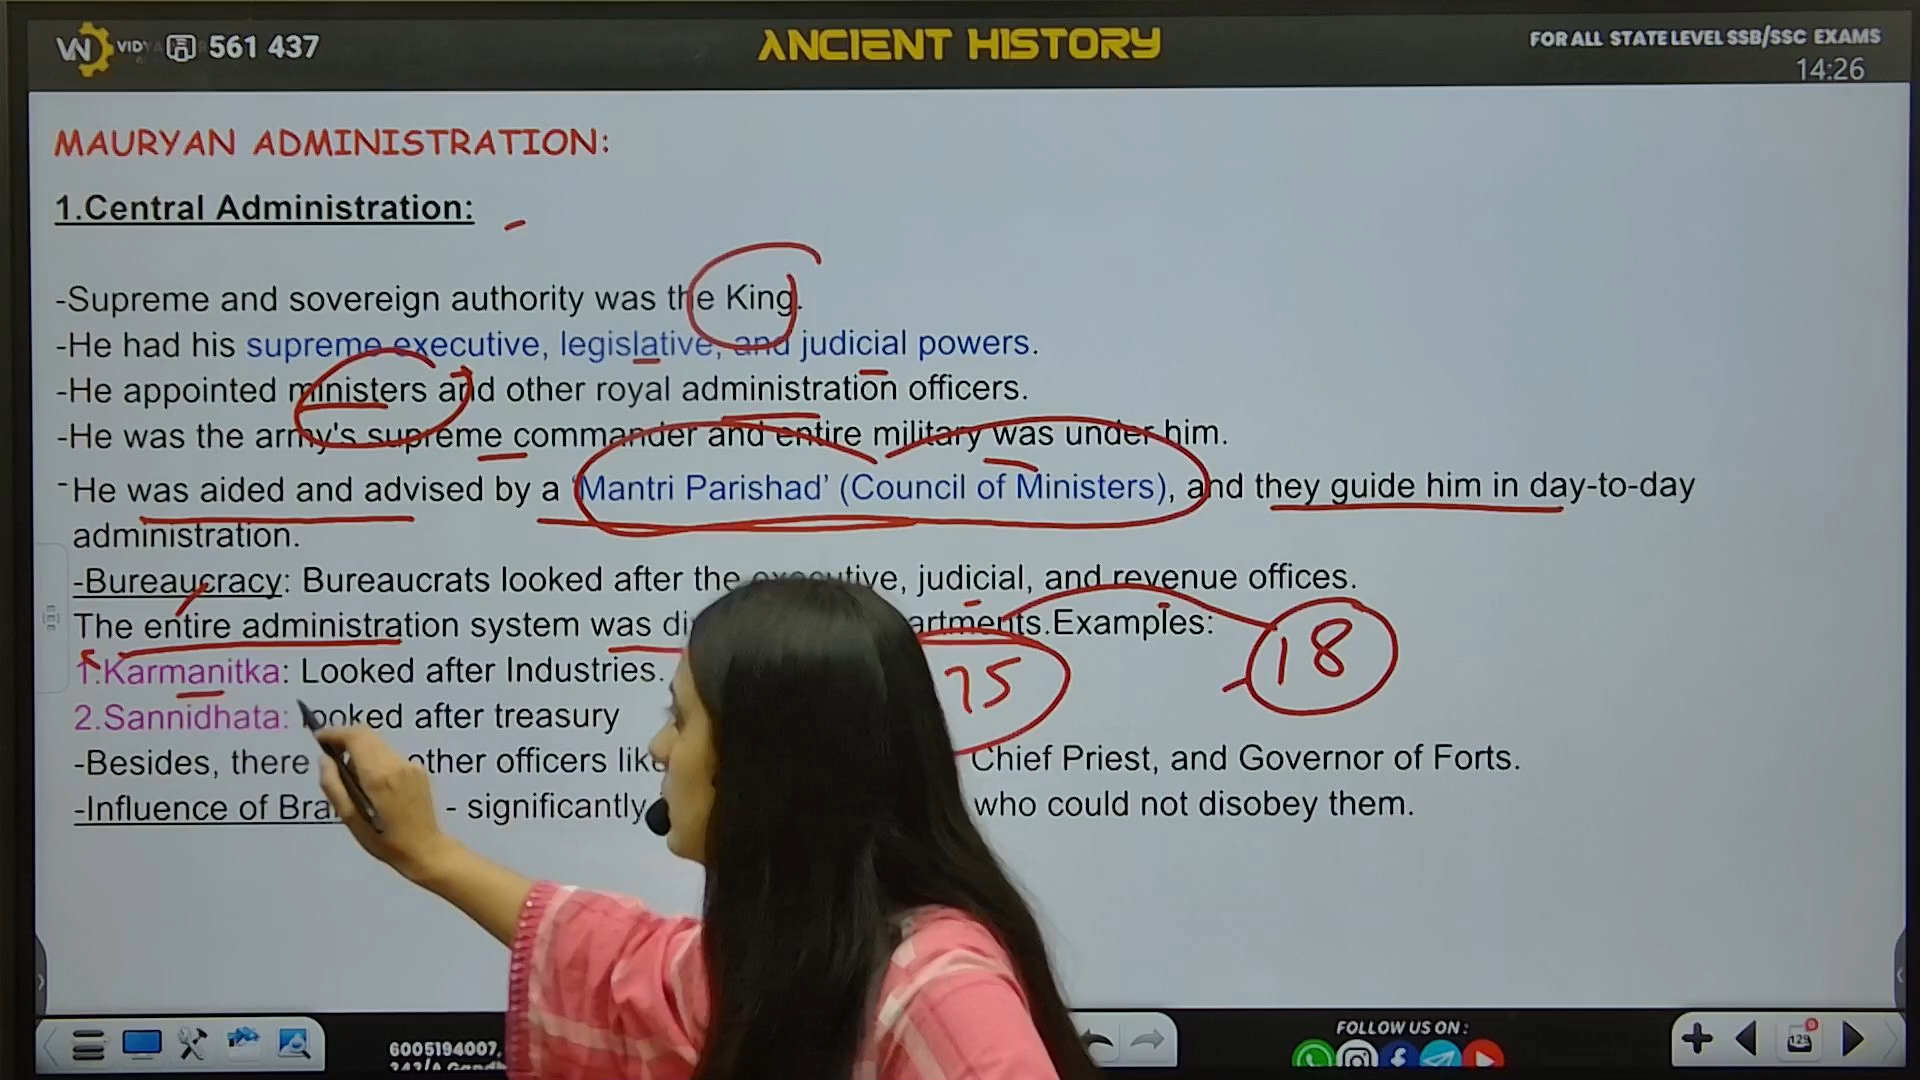 VN VID 561 437
ANCIENT HISTORY
FOR ALL STATE LEVEL SSB/SSC EXAMS
14:26
MAURYAN ADMINISTRATION:
1.Central Administration:
-Supreme and sovereign authority was the King.
-He had his supreme executive, legislative, and judicial powers.
-He appointed ministers and other royal administration officers.
-He was the army's supreme commander and entire military was under him.
-He was aided and advised by a 'Mantri Parishad' (Council of Ministers), and they guide him in day-to-day
administration.
-Bureaucracy: Bureaucrats looked after the executive, judicial, and revenue offices.
The entire administration system was artments.Examples:
18
1.Karmanitka: Looked after Industries.
75
2.Sannidhata: looked after treasury
-Besides, there other officers like Chief Priest, and Governor of Forts.
-Influence of Bra - significantly who could not disobey them.
6005194007,
FOLLOW US ON :
129